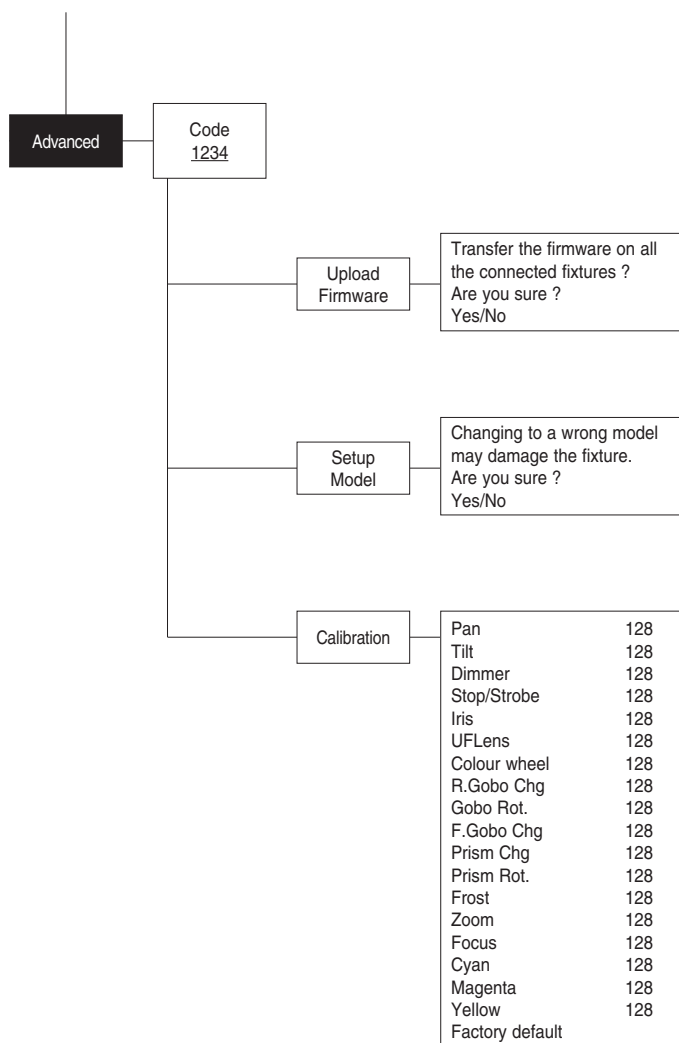 Advanced
Code
1234
Upload
Firmware
Transfer the firmware on all
the connected fixtures ?
Are you sure ?
Yes/No
Setup
Model
Changing to a wrong model
may damage the fixture.
Are you sure ?
Yes/No
Calibration
Pan 128
Tilt 128
Dimmer 128
Stop/Strobe 128
Iris 128
UFLens 128
Colour wheel 128
R.Gobo Chg 128
Gobo Rot. 128
F.Gobo Chg 128
Prism Chg 128
Prism Rot. 128
Frost 128
Zoom 128
Focus 128
Cyan 128
Magenta 128
Yellow 128
Factory default